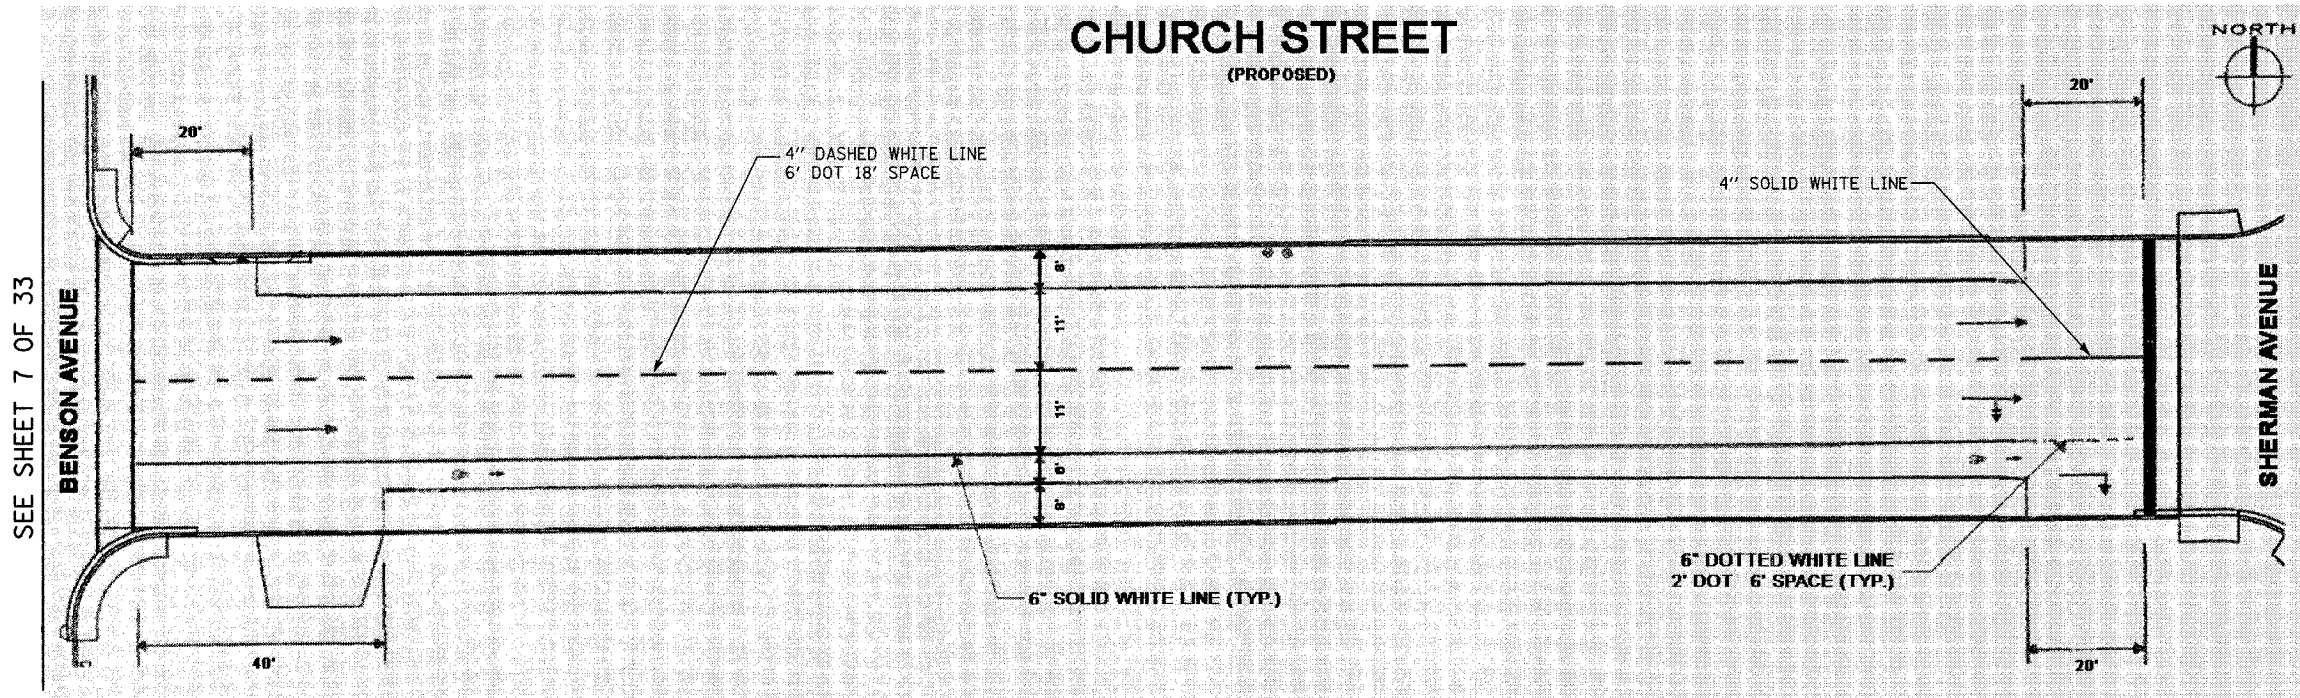 CHURCH STREET
(PROPOSED)
NORTH
20'
20'
4" DASHED WHITE LINE
6' DOT 18' SPACE
4" SOLID WHITE LINE
SEE SHEET 7 OF 33
BENSON AVENUE
8'
11'
11'
6'
8'
SHERMAN AVENUE
6" SOLID WHITE LINE (TYP.)
6" DOTTED WHITE LINE
2' DOT 6' SPACE (TYP.)
40'
20'